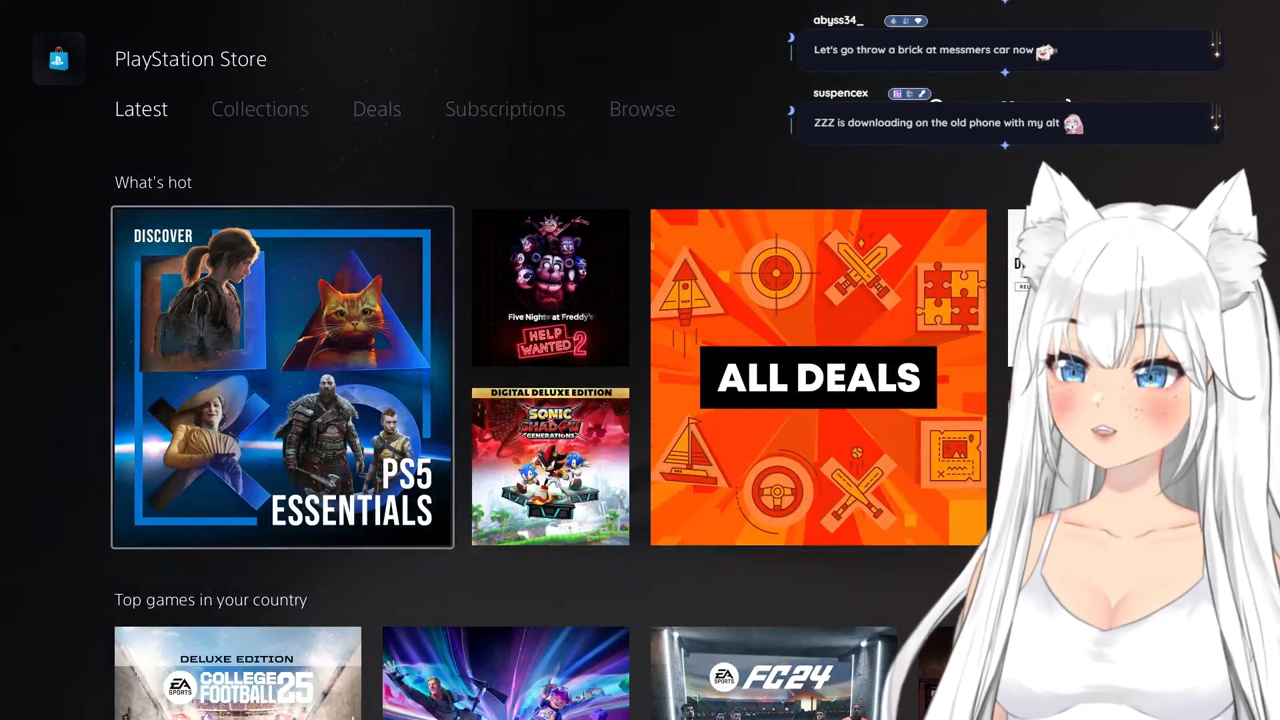 abyss34_
Let's go throw a brick at messmers car now
suspencex
ZZZ is downloading on the old phone with my alt
PlayStation Store
Latest
Collections
Deals
Subscriptions
Browse
What's hot
DISCOVER
PS5
ESSENTIALS
Five Nights at Freddy's
HELP
WANTED
2
DIGITAL DELUXE EDITION
SONIC
SHADOW
GENERATIONS
ALL DEALS
Top games in your country
DELUXE EDITION
EA
SPORTS
COLLEGE
FOOTBALL 25
EA
SPORTS
FC24